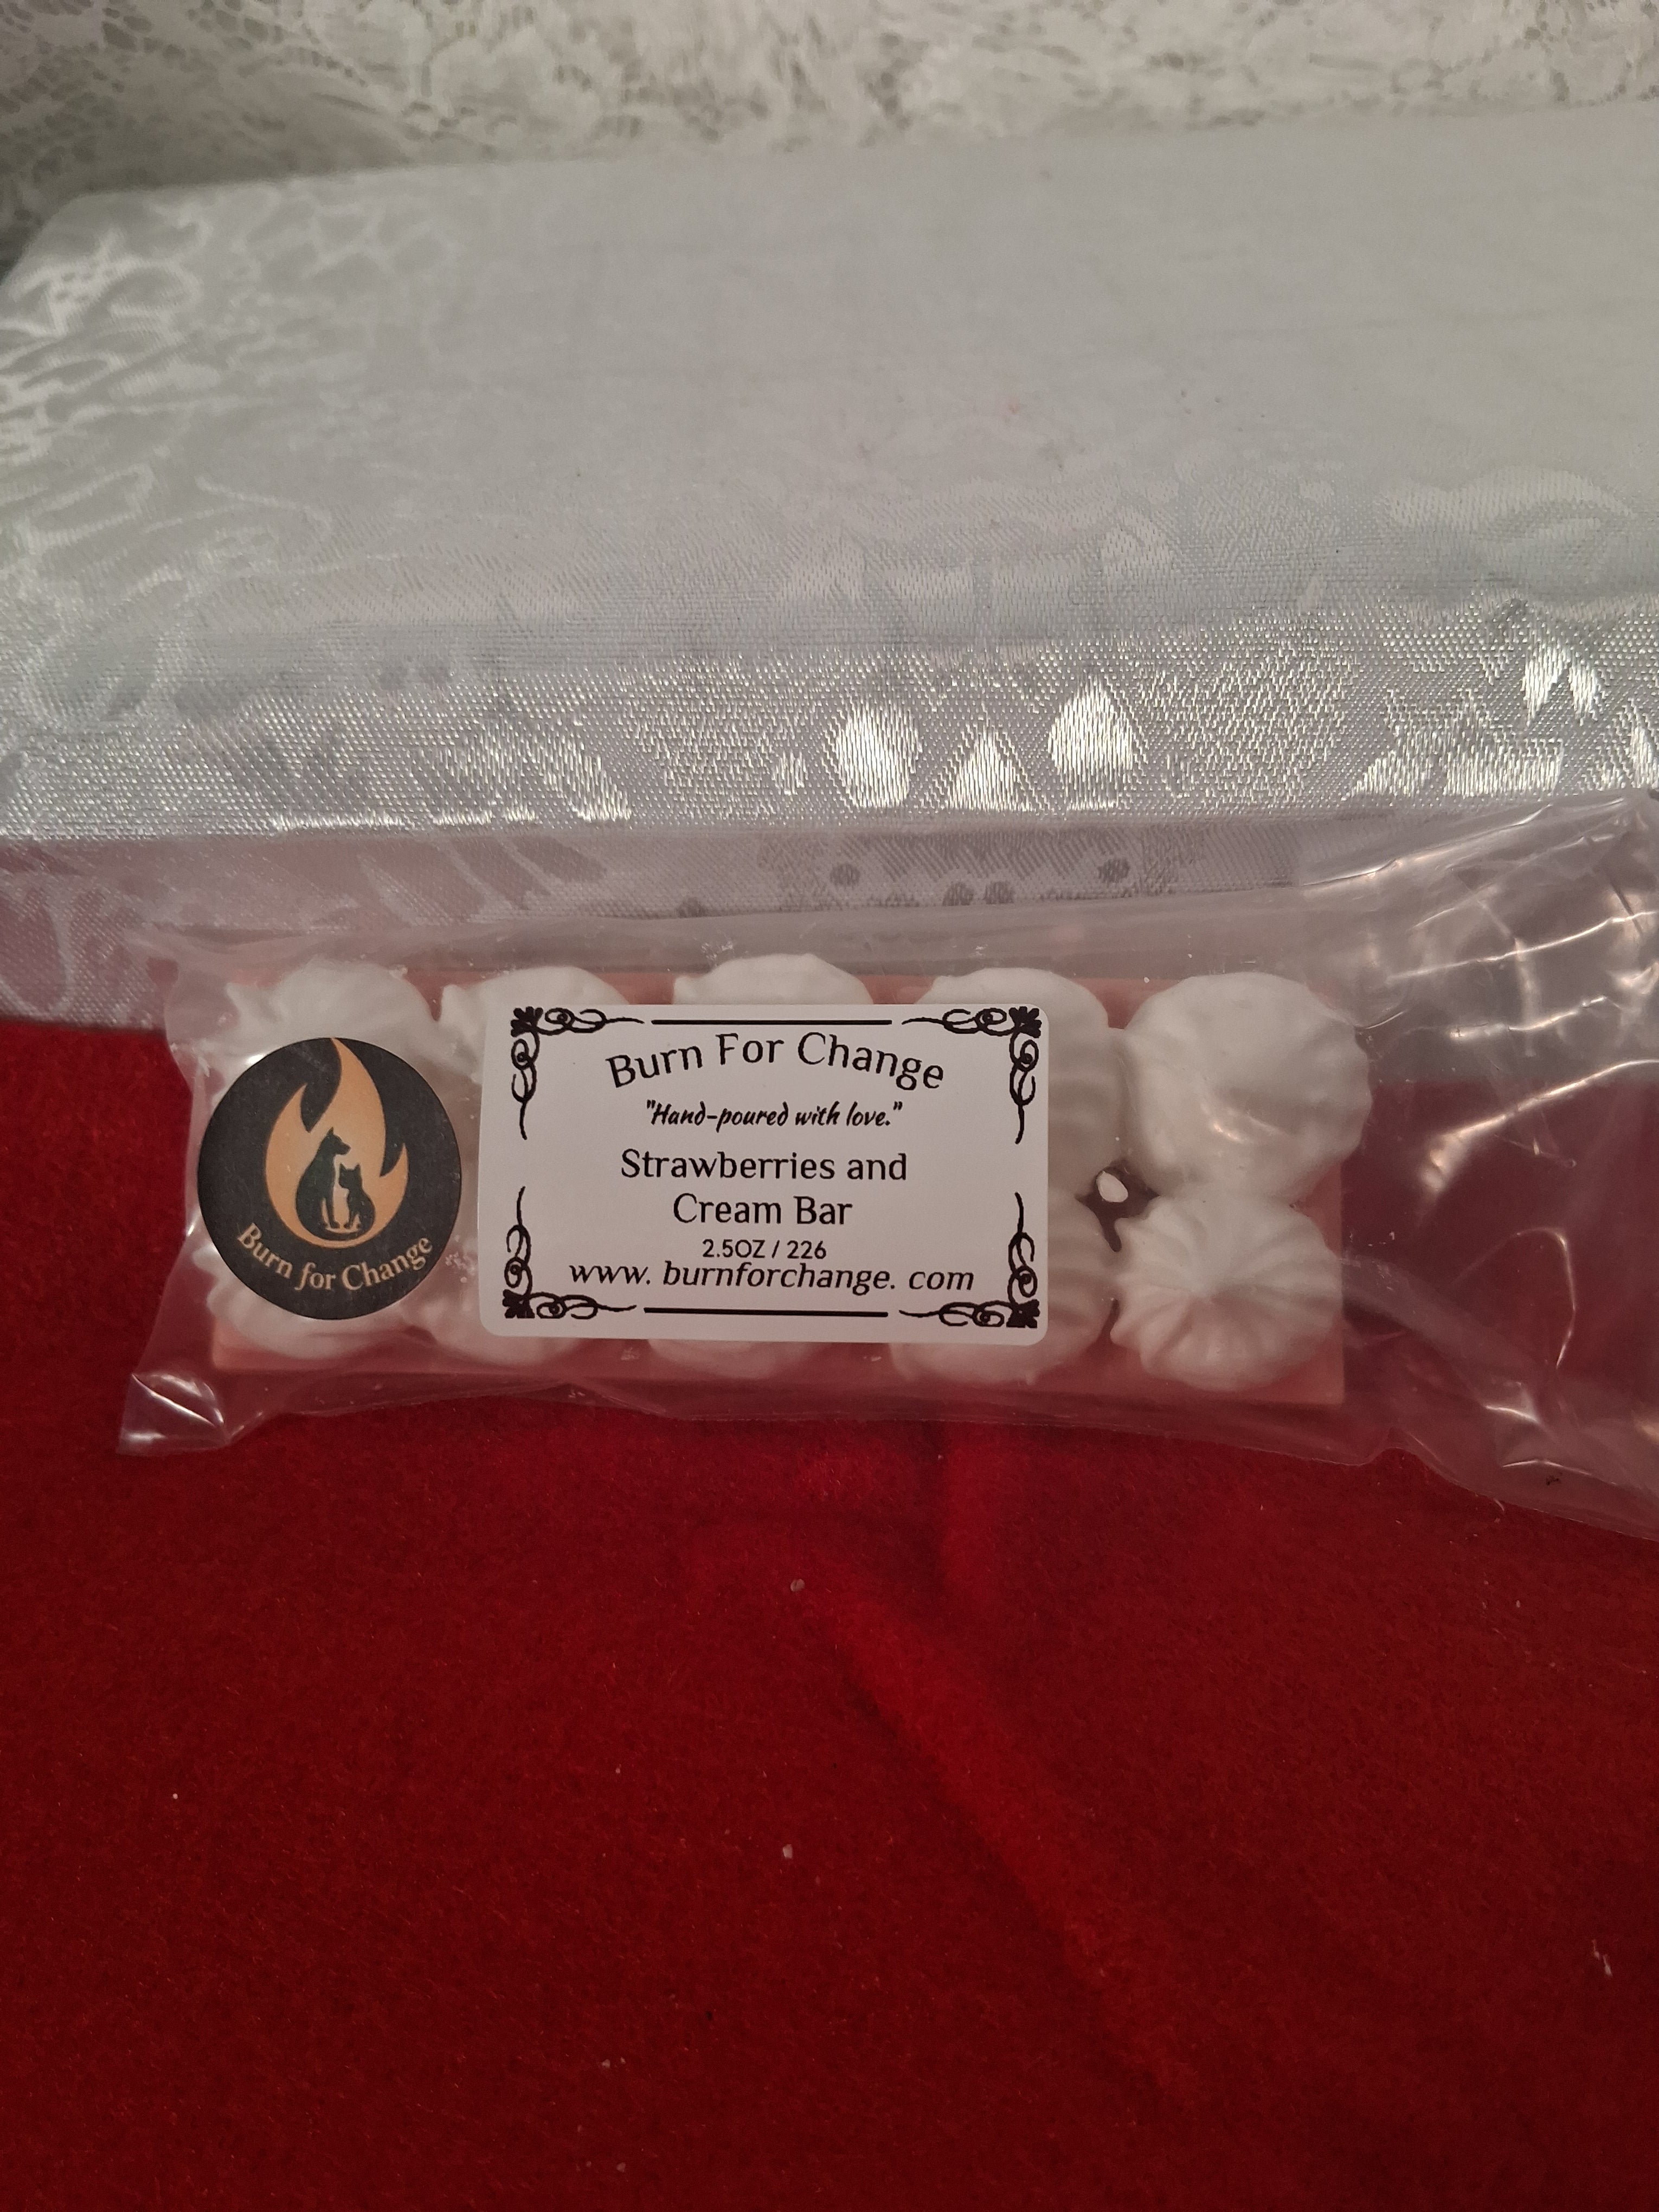 Burn for Change
Burn For Change
"Hand-poured with love."
Strawberries and
Cream Bar
2.5OZ / 226
www. burnforchange. com